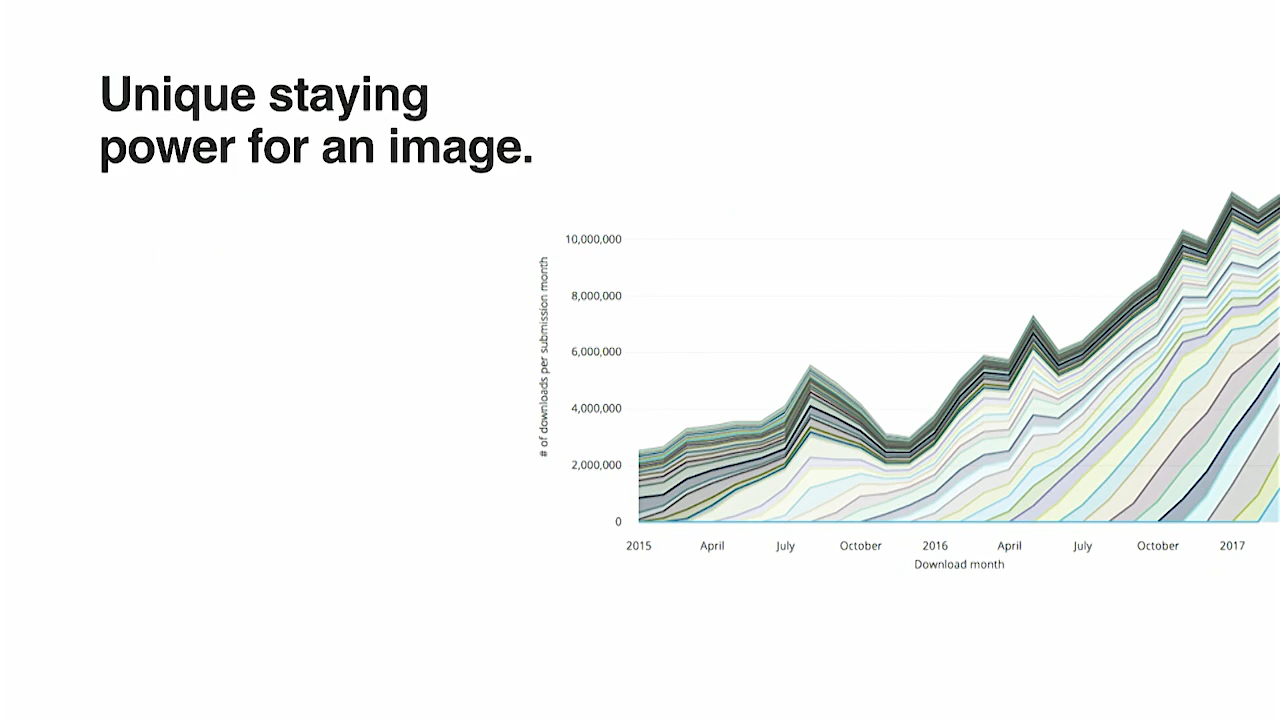 Unique staying
power for an image.
# of downloads per submission month
10,000,000
8,000,000
6,000,000
4,000,000
2,000,000
0
2015 April July October 2016 April July October 2017
Download month